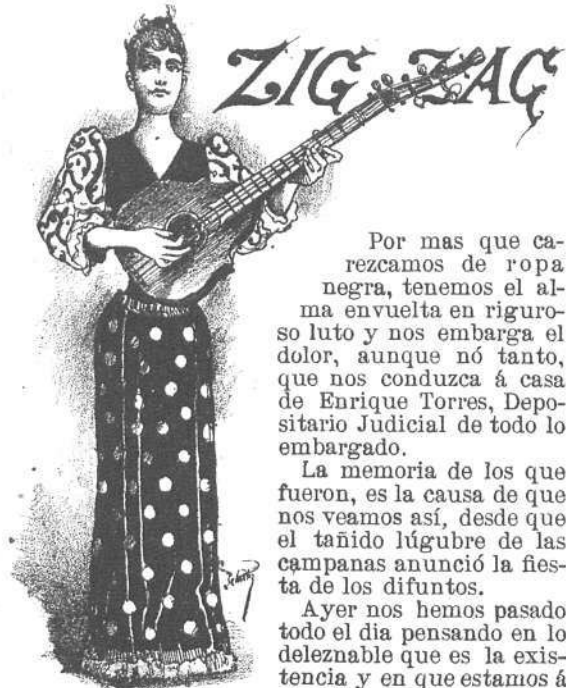 ZIG-ZAG
Por mas que ca-
rezcamos de ropa
negra, tenemos el al-
ma envuelta en riguro-
so luto y nos embarga el
dolor, aunque nó tanto,
que nos conduzca á casa
de Enrique Torres, Depo-
sitario Judicial de todo lo
embargado.
La memoria de los que
fueron, es la causa de que
nos veamos así, desde que
el tañido lúgubre de las
campanas anunció la fies-
ta de los difuntos.
Ayer nos hemos pasado
todo el dia pensando en lo
deleznable que es la exis-
tencia y en que estamos á